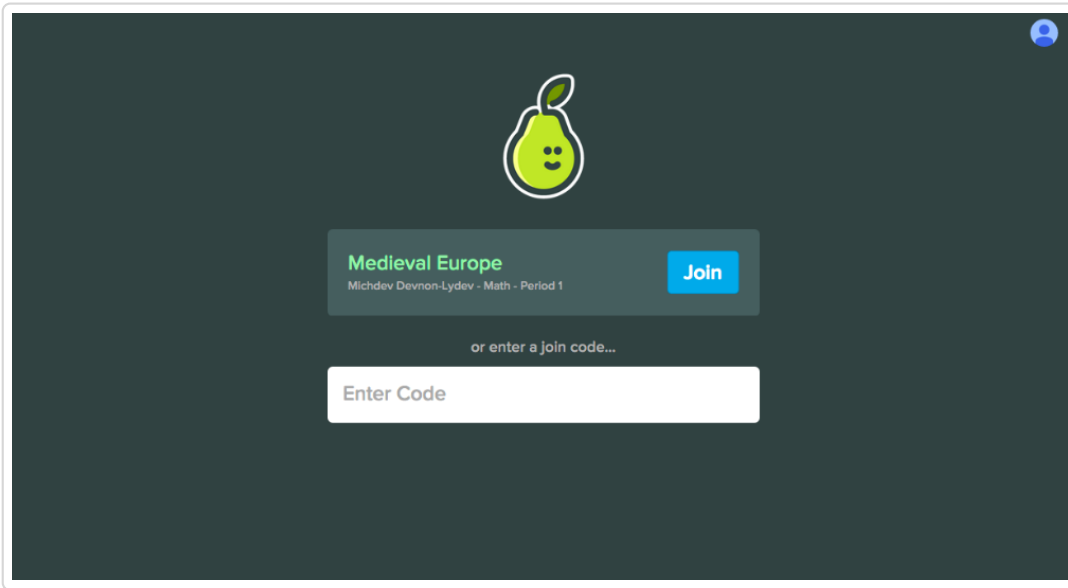 Medieval Europe
Michdev Devnon-Lydev - Math - Period 1
Join
or enter a join code...
Enter Code